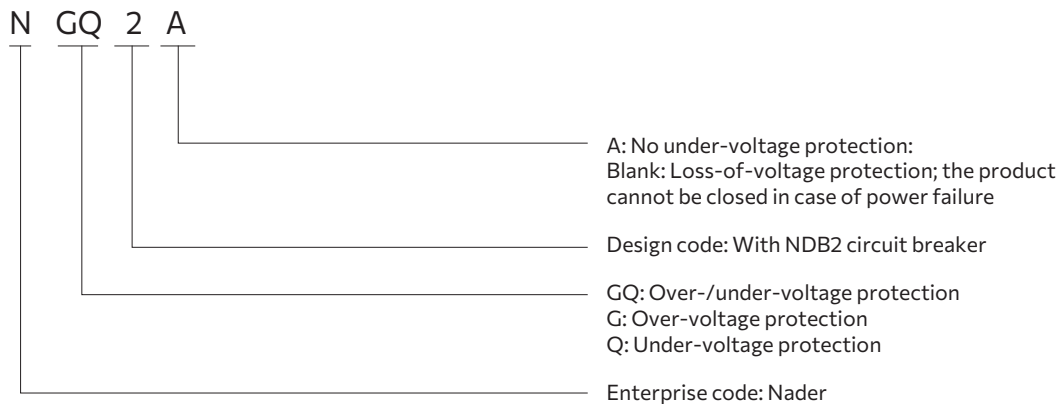 N GQ 2 A
A: No under-voltage protection:
Blank: Loss-of-voltage protection; the product
cannot be closed in case of power failure
Design code: With NDB2 circuit breaker
GQ: Over-/under-voltage protection
G: Over-voltage protection
Q: Under-voltage protection
Enterprise code: Nader